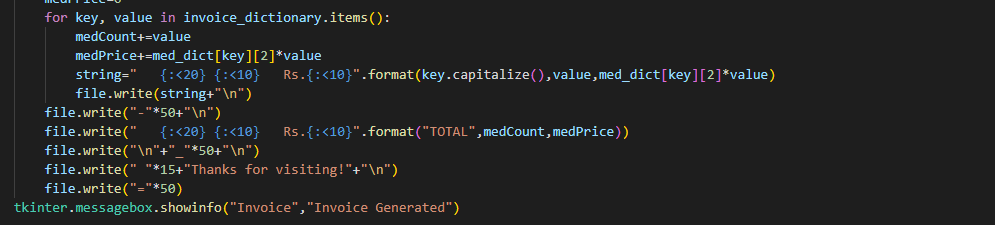 medPrice=0
for key, value in invoice_dictionary.items():
medCount+=value
medPrice+=med_dict[key][2]*value
string="   {:<20} {:<10}   Rs.{:<10}".format(key.capitalize(),value,med_dict[key][2]*value)
file.write(string+"\n")
file.write("-"*50+"\n")
file.write("   {:<20} {:<10}   Rs.{:<10}".format("TOTAL",medCount,medPrice))
file.write("\n"+"_"*50+"\n")
file.write(" "*15+"Thanks for visiting!"+"\n")
file.write("="*50)
tkinter.messagebox.showinfo("Invoice","Invoice Generated")